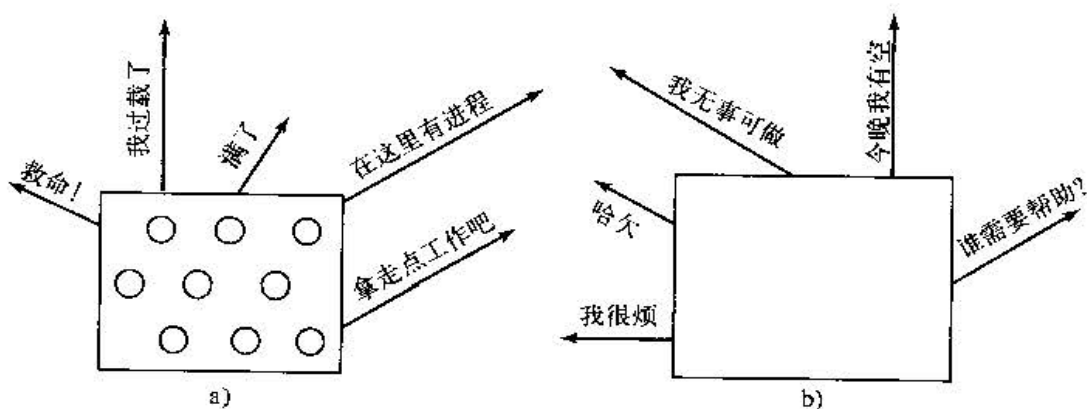 救命!
我过载了
满了
在这里有进程
拿走点工作吧
a)
我无事可做
今晚我有空
哈欠
谁需要帮助?
我很烦
b)